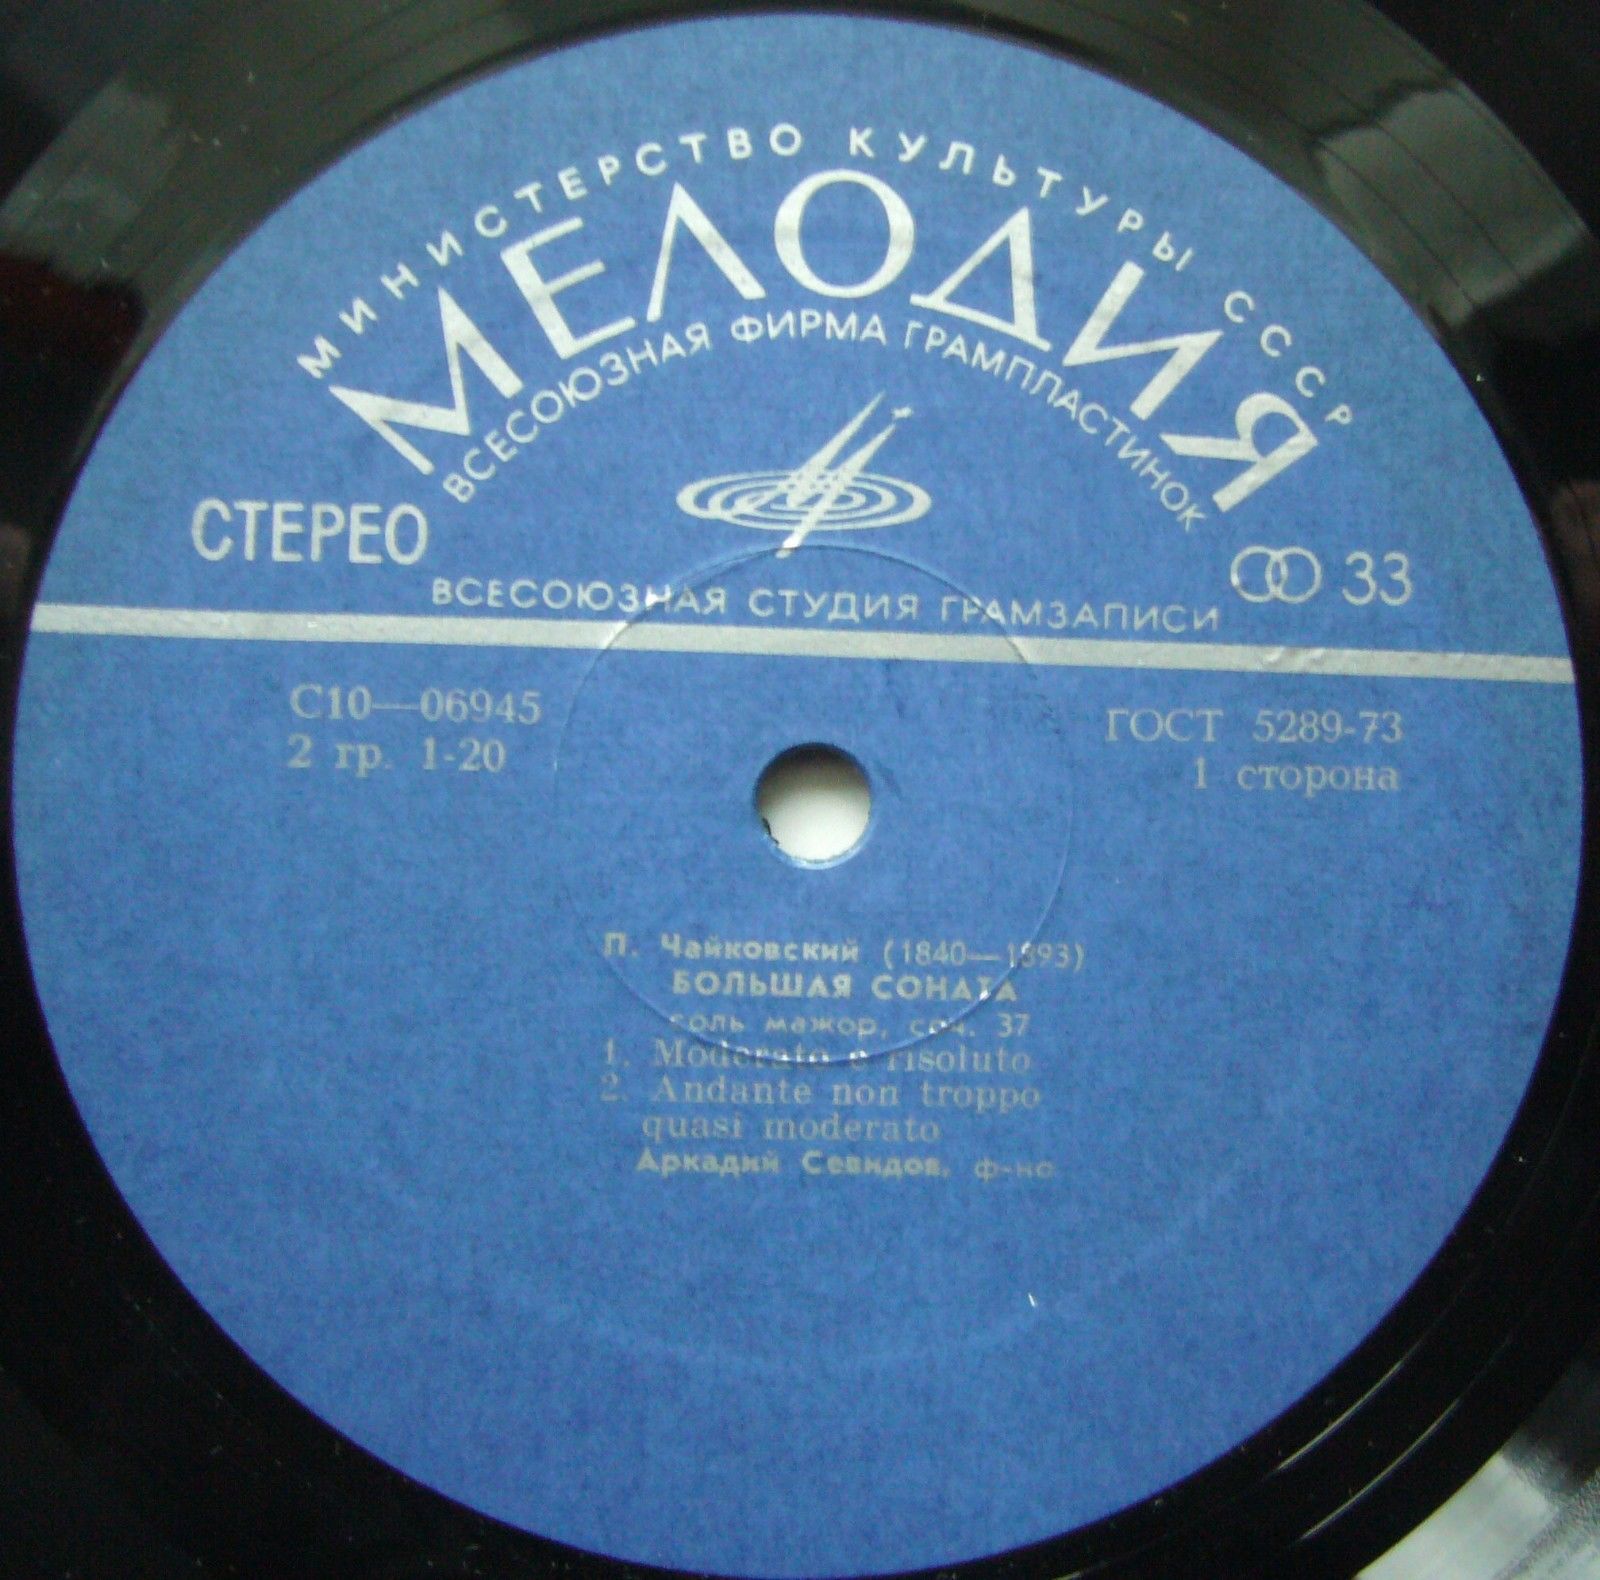 МИНИСТЕРСТВО КУЛЬТУРЫ СССР
МЕЛОДИЯ
ВСЕСОЮЗНАЯ ФИРМА ГРАМПЛАСТИНОК
СТЕРЕО
33
ВСЕСОЮЗНАЯ СТУДИЯ ГРАМЗАПИСИ
С10—06945
ГОСТ 5289-73
2 гр. 1-20
1 сторона
П. Чайковский (1840—1893)
БОЛЬШАЯ СОНАТА
соль мажор, соч. 37
1. Moderato e risoluto
2. Andante non troppo
quasi moderato
Аркадий Севидов, ф-но